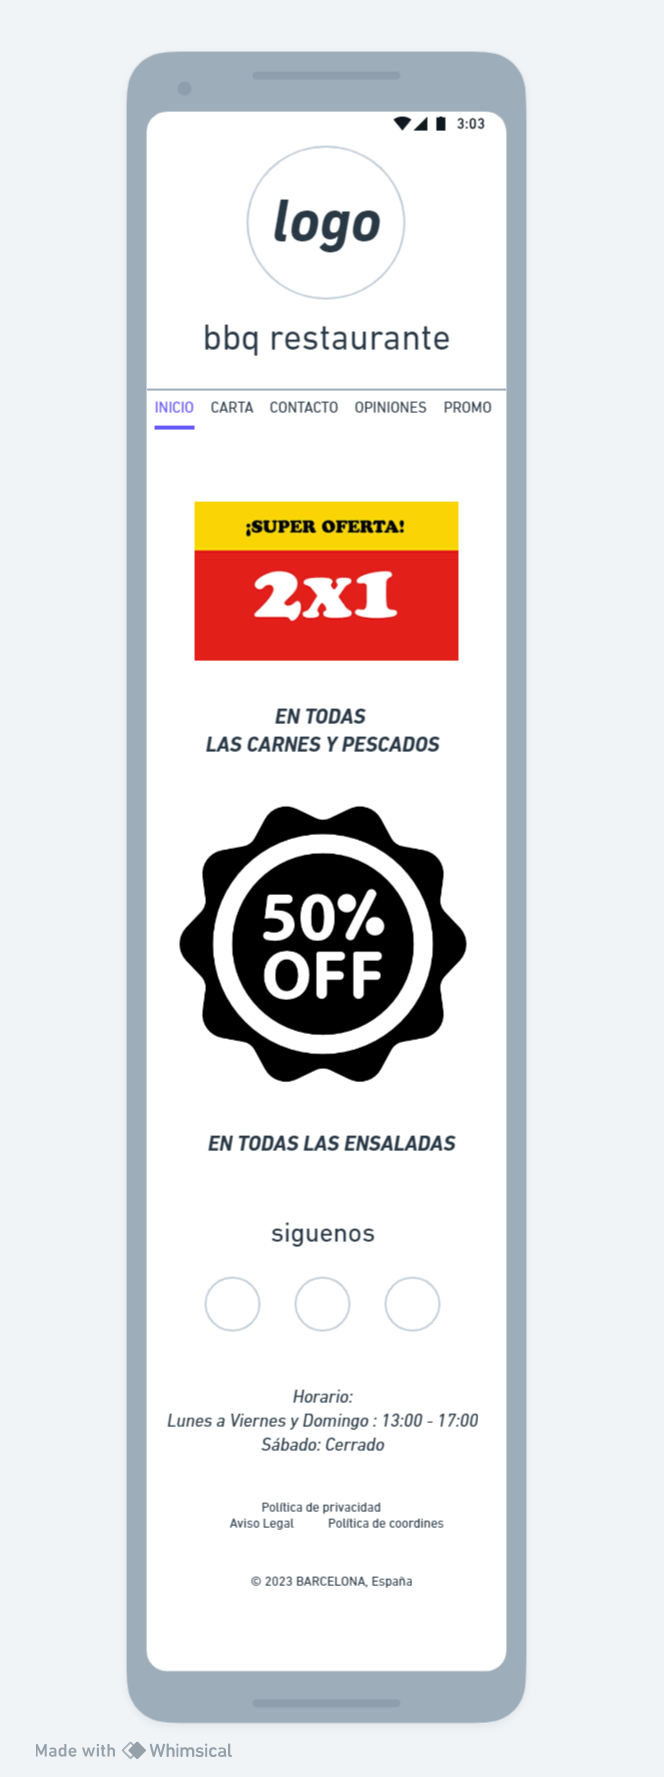 3:03
logo
bbq restaurante
INICIO CARTA CONTACTO OPINIONES PROMO
¡SUPER OFERTA!
2x1
EN TODAS
LAS CARNES Y PESCADOS
50%
OFF
EN TODAS LAS ENSALADAS
siguenos
Horario:
Lunes a Viernes y Domingo : 13:00 - 17:00
Sábado: Cerrado
Política de privacidad
Aviso Legal Política de coordines
© 2023 BARCELONA, España
Made with Whimsical